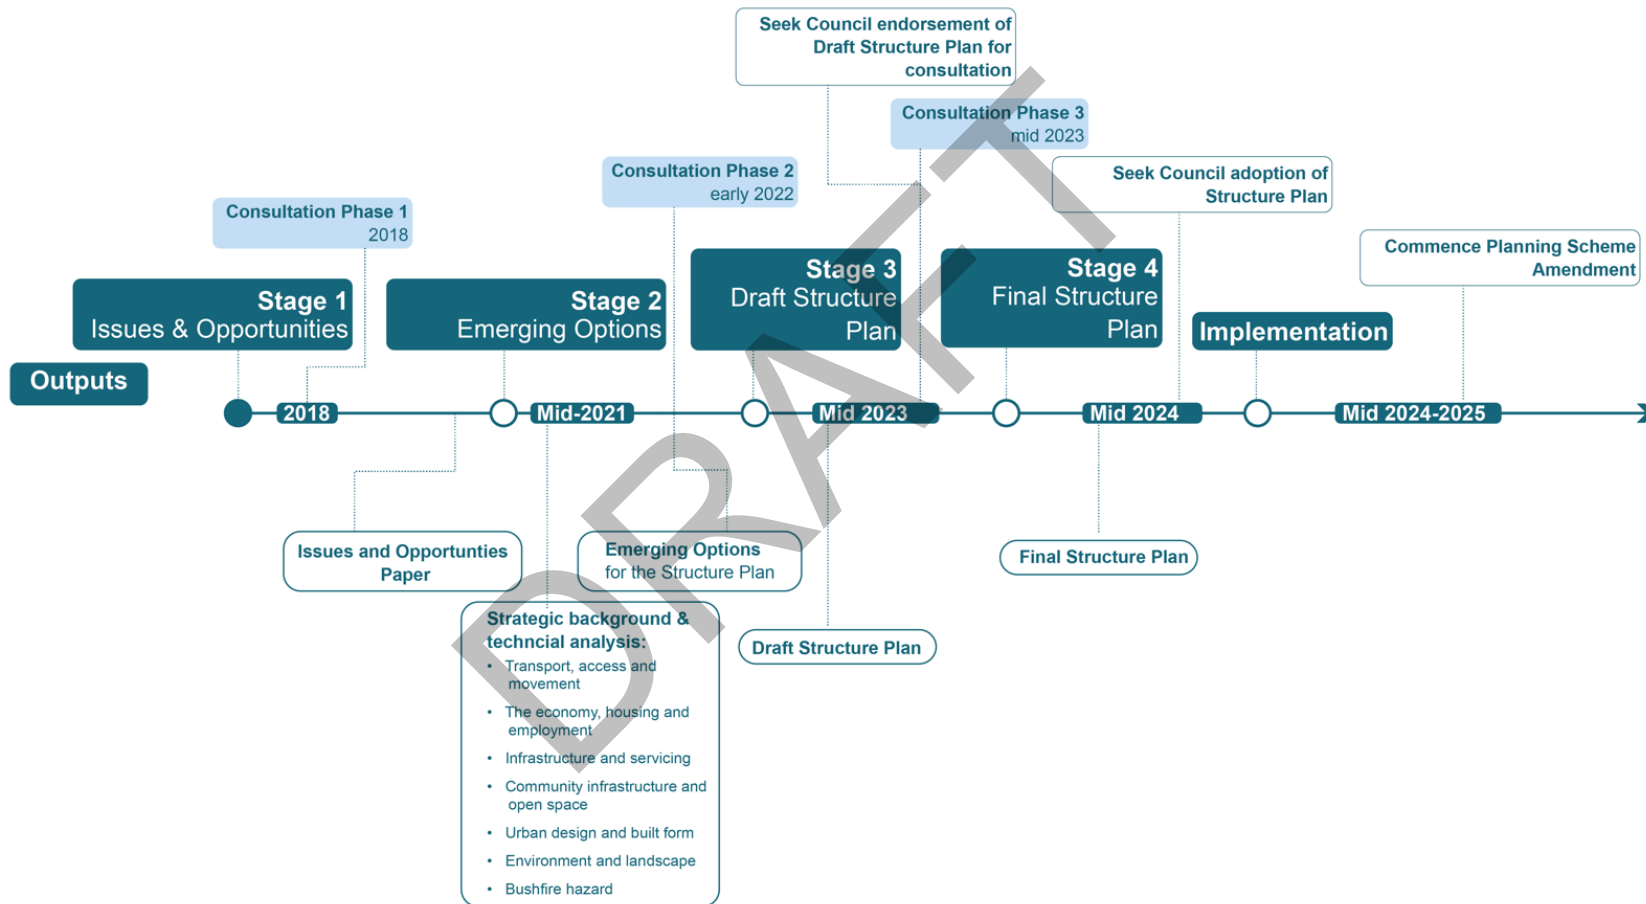 Seek Council endorsement of
Draft Structure Plan for
consultation
Consultation Phase 3
mid 2023
Consultation Phase 2
early 2022
Seek Council adoption of
Structure Plan
Consultation Phase 1
2018
Commence Planning Scheme
Amendment
Stage 1
Issues & Opportunities
Stage 2
Emerging Options
Stage 3
Draft Structure
Plan
Stage 4
Final Structure
Plan
Implementation
Outputs
2018
Mid-2021
Mid 2023
Mid 2024
Mid 2024-2025
Issues and Opportunties
Paper
Emerging Options
for the Structure Plan
Final Structure Plan
Strategic background &
techncial analysis:
• Transport, access and
movement
• The economy, housing and
employment
• Infrastructure and servicing
• Community infrastructure and
open space
• Urban design and built form
• Environment and landscape
• Bushfire hazard
Draft Structure Plan
DRAFT